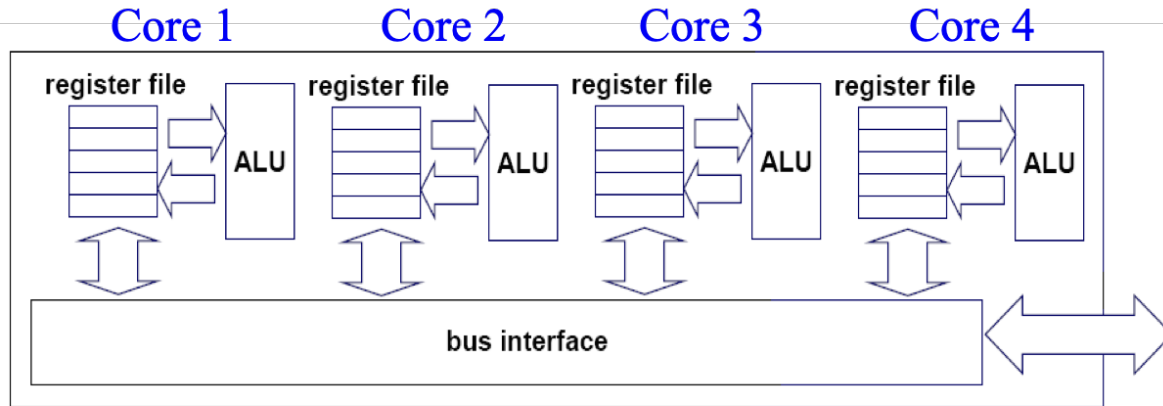 Core 1 Core 2 Core 3 Core 4
register file register file register file register file
ALU ALU ALU ALU
bus interface